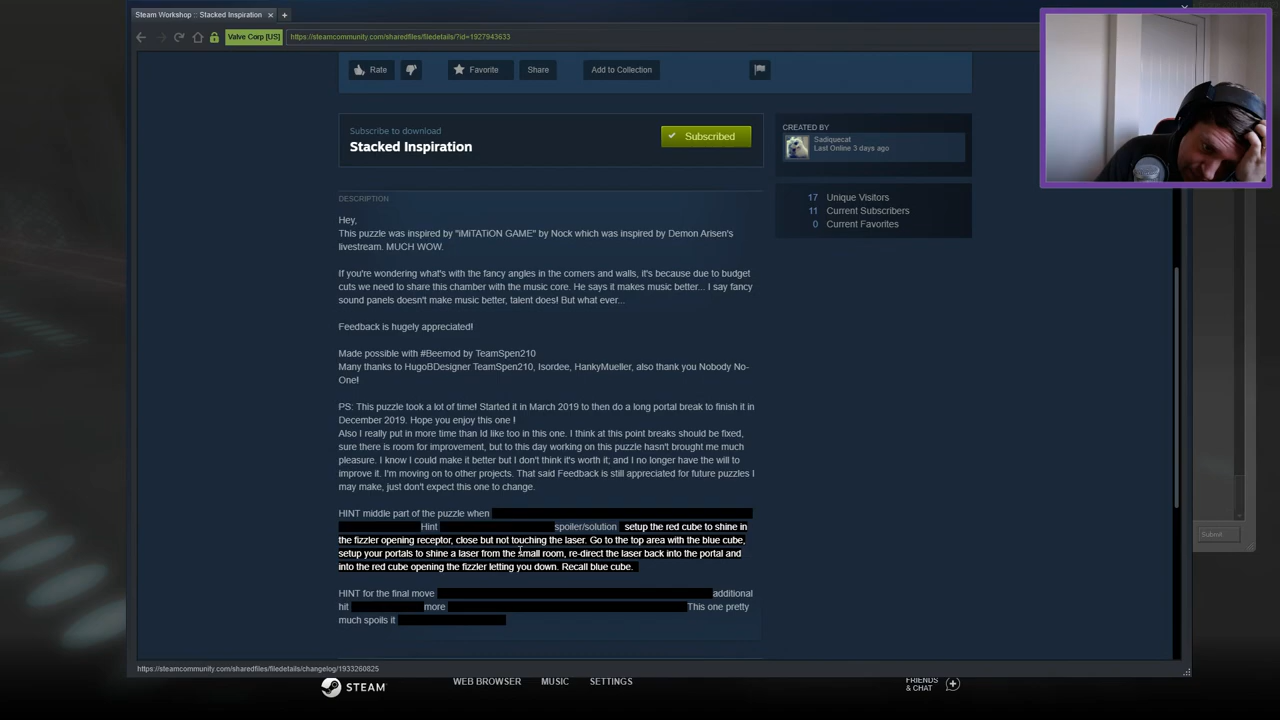 Steam Workshop :: Stacked Inspiration
Valve Corp [US]
https://steamcommunity.com/sharedfiles/filedetails/?id=1927943633
Rate
Favorite
Share
Add to Collection
Subscribe to download
Stacked Inspiration
Subscribed
CREATED BY
Sadiquecat
Last Online 3 days ago
17 Unique Visitors
11 Current Subscribers
0 Current Favorites
DESCRIPTION
Hey,
This puzzle was inspired by "iMiTATiON GAME" by Nock which was inspired by Demon Arisen's
livestream. MUCH WOW.
If you're wondering what's with the fancy angles in the corners and walls, it's because due to budget
cuts we need to share this chamber with the music core. He says it makes music better... I say fancy
sound panels doesn't make music better, talent does! But what ever...
Feedback is hugely appreciated!
Made possible with #Beemod by TeamSpen210
Many thanks to HugoBDesigner TeamSpen210, Isordee, HankyMueller, also thank you Nobody No-
One!
PS: This puzzle took a lot of time! Started it in March 2019 to then do a long portal break to finish it in
December 2019. Hope you enjoy this one !
Also I really put in more time than Id like too in this one. I think at this point breaks should be fixed,
sure there is room for improvement, but to this day working on this puzzle hasn't brought me much
pleasure. I know I could make it better but I don't think it's worth it; and I no longer have the will to
improve it. I'm moving on to other projects. That said Feedback is still appreciated for future puzzles I
may make, just don't expect this one to change.
HINT middle part of the puzzle when
Hint spoiler/solution setup the red cube to shine in
the fizzler opening receptor, close but not touching the laser. Go to the top area with the blue cube,
setup your portals to shine a laser from the small room, re-direct the laser back into the portal and
into the red cube opening the fizzler letting you down. Recall blue cube.
HINT for the final move additional
hit more This one pretty
much spoils it
https://steamcommunity.com/sharedfiles/filedetails/changelog/1933260825
STEAM
WEB BROWSER
MUSIC
SETTINGS
FRIENDS
& CHAT
Submit